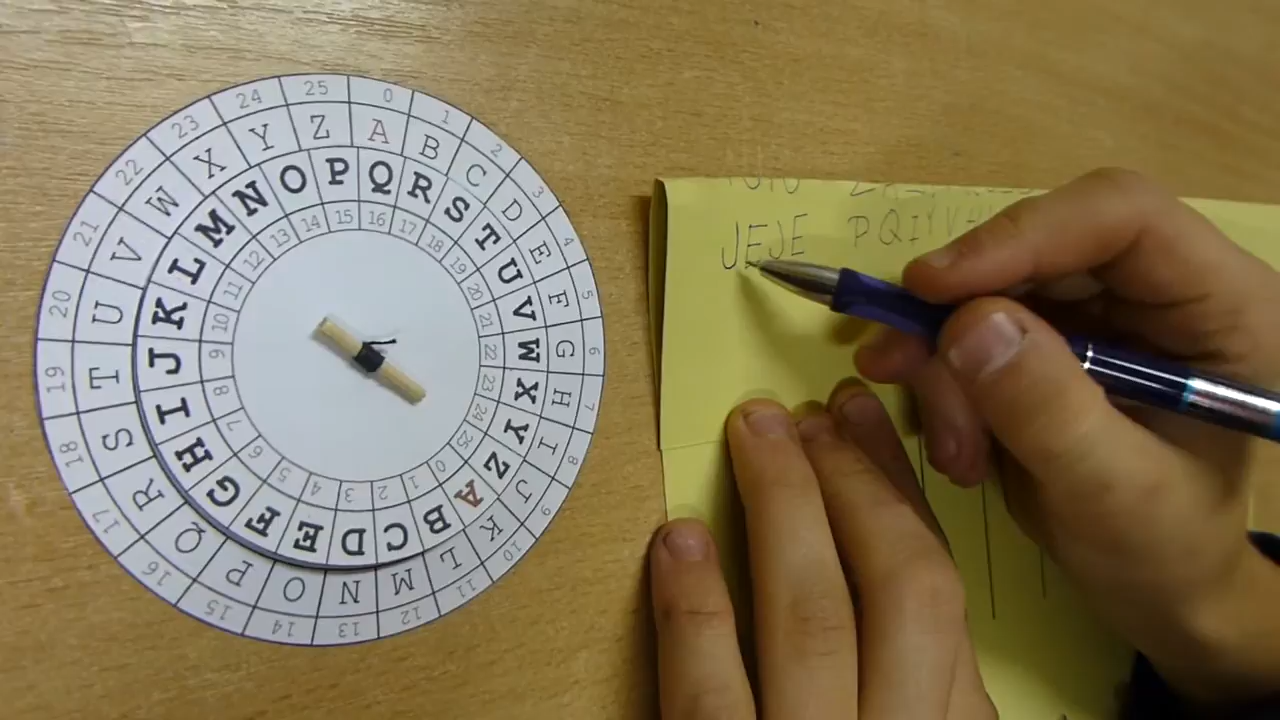 0 1 2 3 4 5 6 7 8 9 10 11 12 13 14 15 16 17 18 19 20 21 22 23 24 25
A B C D E F G H I J K L M N O P Q R S T U V W X Y Z
Q R S T U V W X Y Z A B C D E F G H I J K L M N O P
16 17 18 19 20 21 22 23 24 25 0 1 2 3 4 5 6 7 8 9 10 11 12 13 14 15
JEJE PQIYV